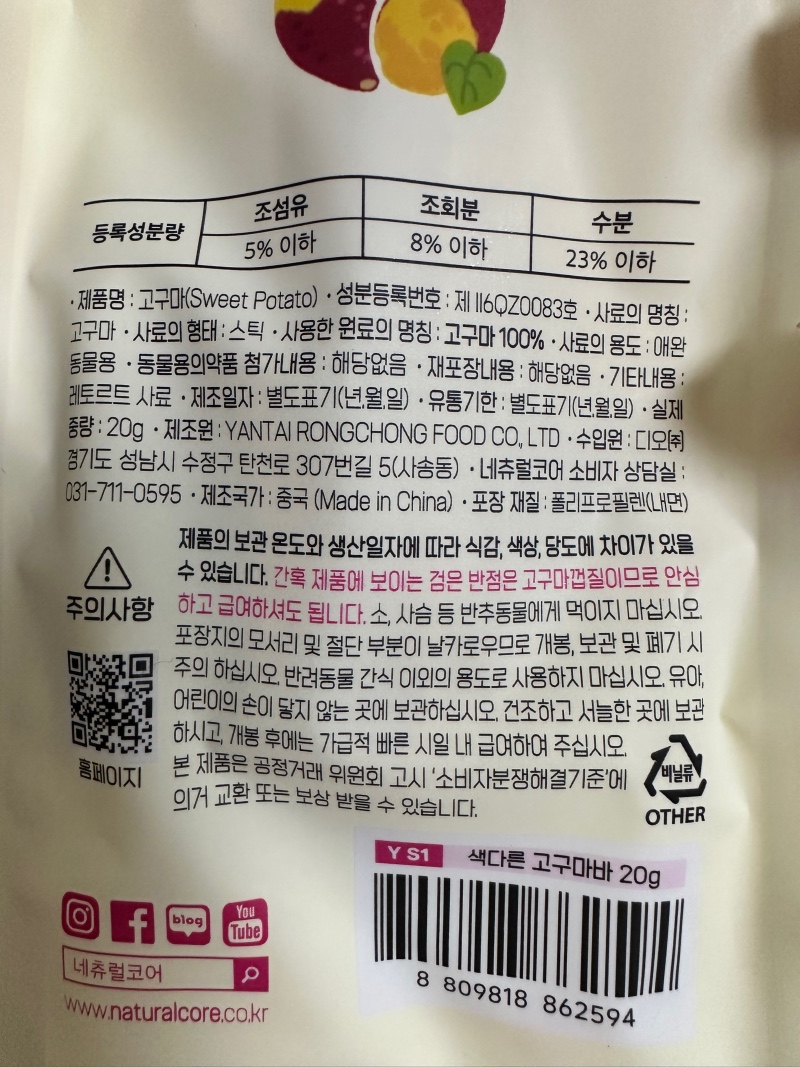 등록성분량 조섬유 조회분 수분
5% 이하 8% 이하 23% 이하
· 제품명 : 고구마(Sweet Potato) · 성분등록번호 : 제 II6QZ0083호 · 사료의 명칭 :
고구마 · 사료의 형태 : 스틱 · 사용한 원료의 명칭 : 고구마 100% · 사료의 용도 : 애완
동물용 · 동물용의약품 첨가내용 : 해당없음 · 재포장내용 : 해당없음 · 기타내용 :
레토르트 사료 · 제조일자 : 별도표기(년,월,일) · 유통기한 : 별도표기(년,월,일) · 실제
중량 : 20g · 제조원 : YANTAI RONGCHONG FOOD CO., LTD · 수입원 : 디오㈜
경기도 성남시 수정구 탄천로 307번길 5(사송동) · 네츄럴코어 소비자 상담실 :
031-711-0595 · 제조국가 : 중국 (Made in China) · 포장 재질 : 폴리프로필렌(내면)
주의사항
제품의 보관 온도와 생산일자에 따라 식감, 색상, 당도에 차이가 있을
수 있습니다. 간혹 제품에 보이는 검은 반점은 고구마껍질이므로 안심
하고 급여하셔도 됩니다. 소, 사슴 등 반추동물에게 먹이지 마십시오.
포장지의 모서리 및 절단 부분이 날카로우므로 개봉, 보관 및 폐기 시
주의 하십시오. 반려동물 간식 이외의 용도로 사용하지 마십시오. 유아,
어린이의 손이 닿지 않는 곳에 보관하십시오. 건조하고 서늘한 곳에 보관
하시고, 개봉 후에는 가급적 빠른 시일 내 급여하여 주십시오.
본 제품은 공정거래 위원회 고시 '소비자분쟁해결기준'에
의거 교환 또는 보상 받을 수 있습니다.
홈페이지
비닐류
OTHER
Y S1 색다른 고구마바 20g
8 809818 862594
blog You Tube
네츄럴코어
www.naturalcore.co.kr